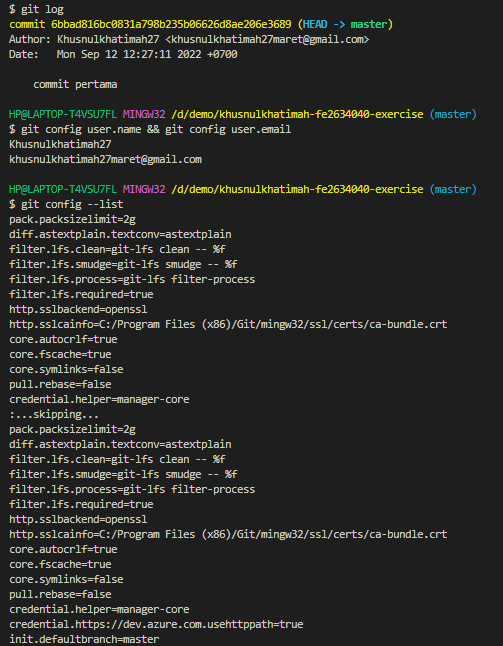 $ git log
commit 6bbad816bc0831a798b235b06626d8ae206e3689 (HEAD -> master)
Author: Khusnulkhatimah27 <khusnulkhatimah27maret@gmail.com>
Date:   Mon Sep 12 12:27:11 2022 +0700
    commit pertama
HP@LAPTOP-T4VSU7FL MINGW32 /d/demo/khusnulkhatimah-fe2634040-exercise (master)
$ git config user.name && git config user.email
Khusnulkhatimah27
khusnulkhatimah27maret@gmail.com
HP@LAPTOP-T4VSU7FL MINGW32 /d/demo/khusnulkhatimah-fe2634040-exercise (master)
$ git config --list
pack.packsizelimit=2g
diff.astextplain.textconv=astextplain
filter.lfs.clean=git-lfs clean -- %f
filter.lfs.smudge=git-lfs smudge -- %f
filter.lfs.process=git-lfs filter-process
filter.lfs.required=true
http.sslbackend=openssl
http.sslcainfo=C:/Program Files (x86)/Git/mingw32/ssl/certs/ca-bundle.crt
core.autocrlf=true
core.fscache=true
core.symlinks=false
pull.rebase=false
credential.helper=manager-core
:...skipping...
pack.packsizelimit=2g
diff.astextplain.textconv=astextplain
filter.lfs.clean=git-lfs clean -- %f
filter.lfs.smudge=git-lfs smudge -- %f
filter.lfs.process=git-lfs filter-process
filter.lfs.required=true
http.sslbackend=openssl
http.sslcainfo=C:/Program Files (x86)/Git/mingw32/ssl/certs/ca-bundle.crt
core.autocrlf=true
core.fscache=true
core.symlinks=false
pull.rebase=false
credential.helper=manager-core
credential.https://dev.azure.com.usehttppath=true
init.defaultbranch=master